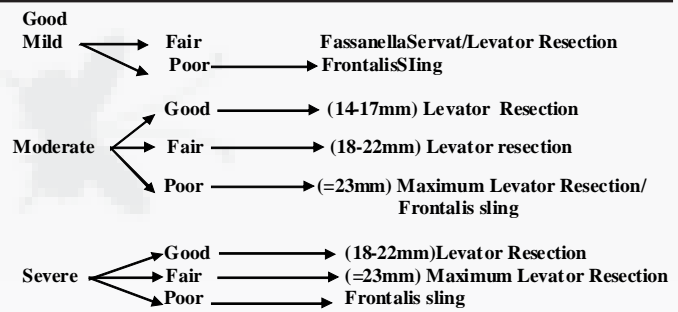 Good
Mild Fair FassanellaServat/Levator Resection
Poor FrontalisSIing
Good (14-17mm) Levator Resection
Moderate Fair (18-22mm) Levator resection
Poor (=23mm) Maximum Levator Resection/
Frontalis sling
Good (18-22mm)Levator Resection
Severe Fair (=23mm) Maximum Levator Resection
Poor Frontalis sling